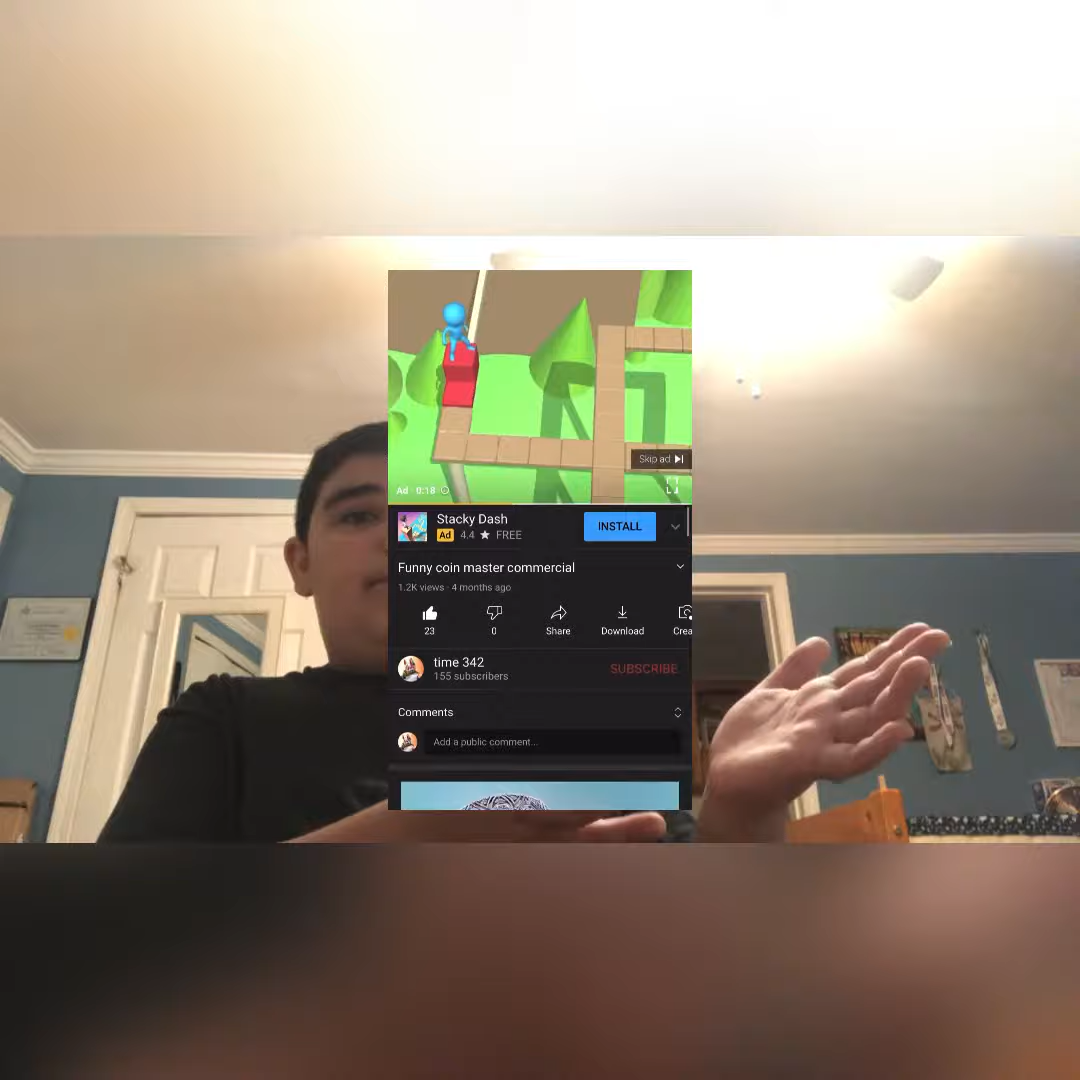 Skip ad
Ad · 0:18
Stacky Dash
INSTALL
Ad 4.4 ★ FREE
Funny coin master commercial
1.2K views · 4 months ago
23 0 Share Download Crea
time 342
SUBSCRIBE
155 subscribers
Comments
Add a public comment...